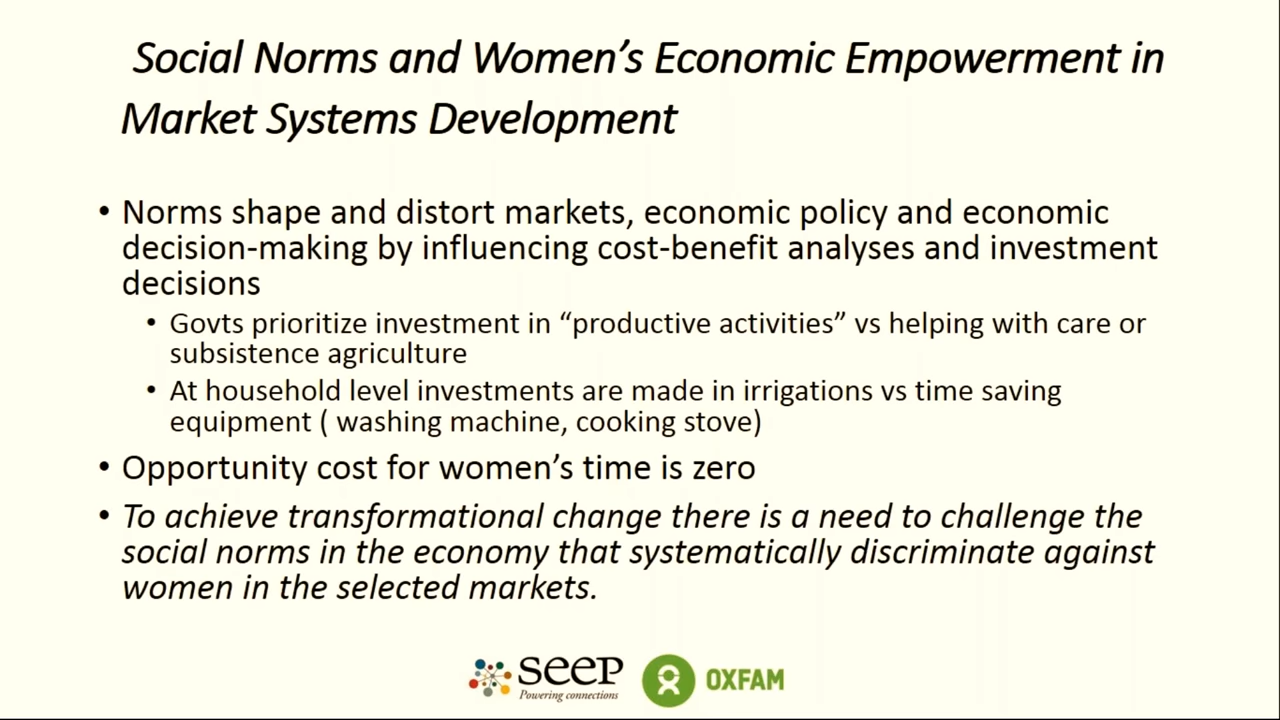 Social Norms and Women’s Economic Empowerment in
Market Systems Development
• Norms shape and distort markets, economic policy and economic
decision-making by influencing cost-benefit analyses and investment
decisions
• Govts prioritize investment in “productive activities” vs helping with care or
subsistence agriculture
• At household level investments are made in irrigations vs time saving
equipment ( washing machine, cooking stove)
• Opportunity cost for women’s time is zero
• To achieve transformational change there is a need to challenge the
social norms in the economy that systematically discriminate against
women in the selected markets.
seep
Powering connections
OXFAM